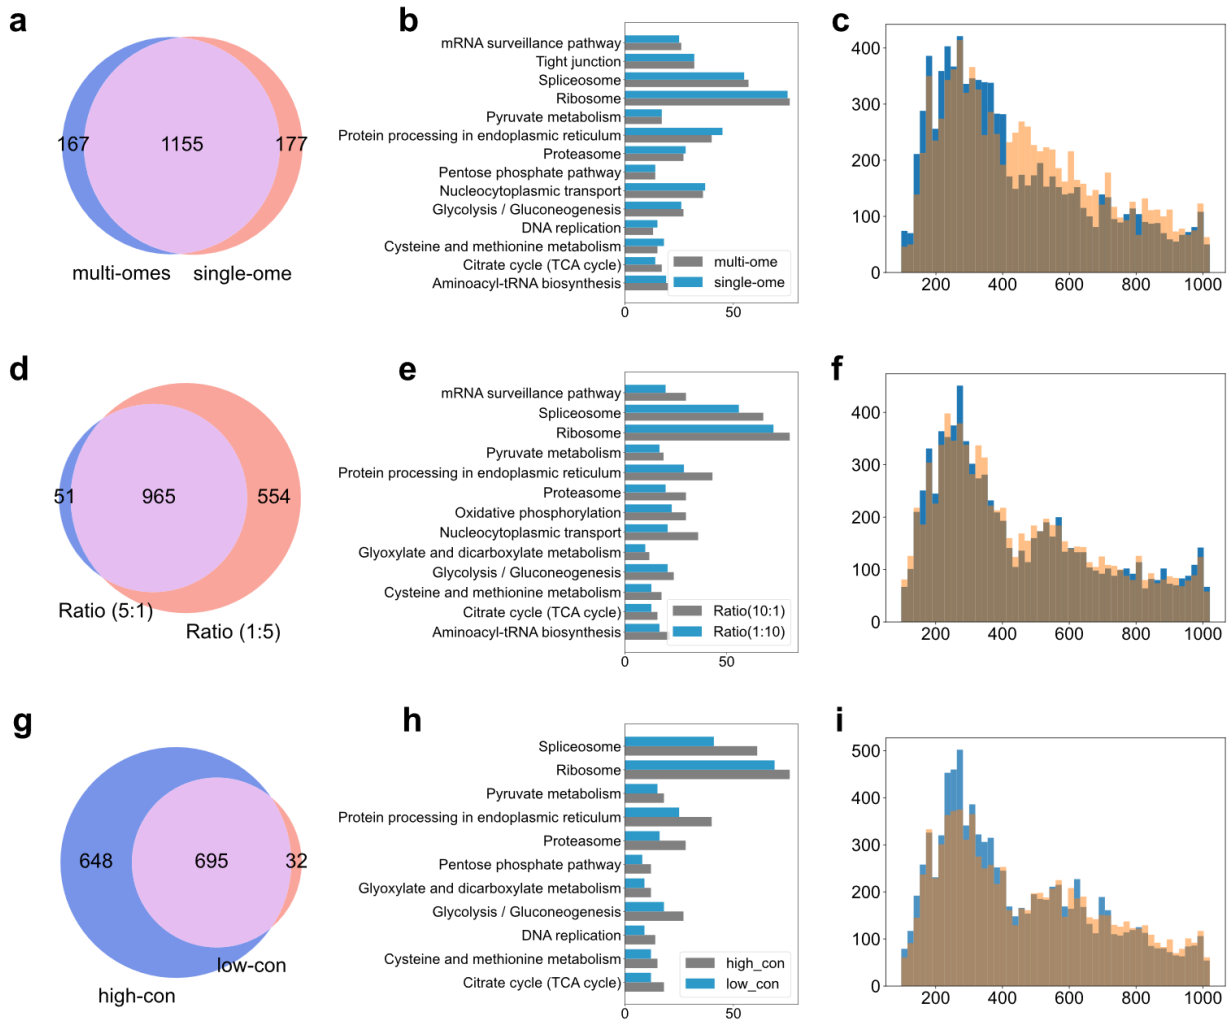 a
167
1155
177
multi-omes
single-ome
b
mRNA surveillance pathway
Tight junction
Spliceosome
Ribosome
Pyruvate metabolism
Protein processing in endoplasmic reticulum
Proteasome
Pentose phosphate pathway
Nucleocytoplasmic transport
Glycolysis / Gluconeogenesis
DNA replication
Cysteine and methionine metabolism
Citrate cycle (TCA cycle)
Aminoacyl-tRNA biosynthesis
multi-ome
single-ome
0 50
c
400
300
200
100
0
200 400 600 800 1000
d
51
965
554
Ratio (5:1)
Ratio (1:5)
e
mRNA surveillance pathway
Spliceosome
Ribosome
Pyruvate metabolism
Protein processing in endoplasmic reticulum
Proteasome
Oxidative phosphorylation
Nucleocytoplasmic transport
Glyoxylate and dicarboxylate metabolism
Glycolysis / Gluconeogenesis
Cysteine and methionine metabolism
Citrate cycle (TCA cycle)
Aminoacyl-tRNA biosynthesis
Ratio(10:1)
Ratio(1:10)
0 50
f
400
300
200
100
0
200 400 600 800 1000
g
648
695
32
low-con
high-con
h
Spliceosome
Ribosome
Pyruvate metabolism
Protein processing in endoplasmic reticulum
Proteasome
Pentose phosphate pathway
Glyoxylate and dicarboxylate metabolism
Glycolysis / Gluconeogenesis
DNA replication
Cysteine and methionine metabolism
Citrate cycle (TCA cycle)
high_con
low_con
0 50
i
500
400
300
200
100
0
200 400 600 800 1000